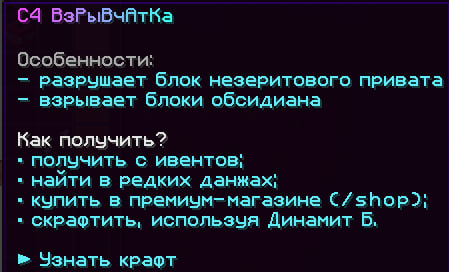 С4 ВзРыВчАтКа
Особенности:
- разрушает блок незеритового привата
- взрывает блоки обсидиана
Как получить?
• получить с ивентов;
• найти в редких данжах;
• купить в премиум-магазине (/shop);
• скрафтить, используя Динамит Б.
► Узнать крафт